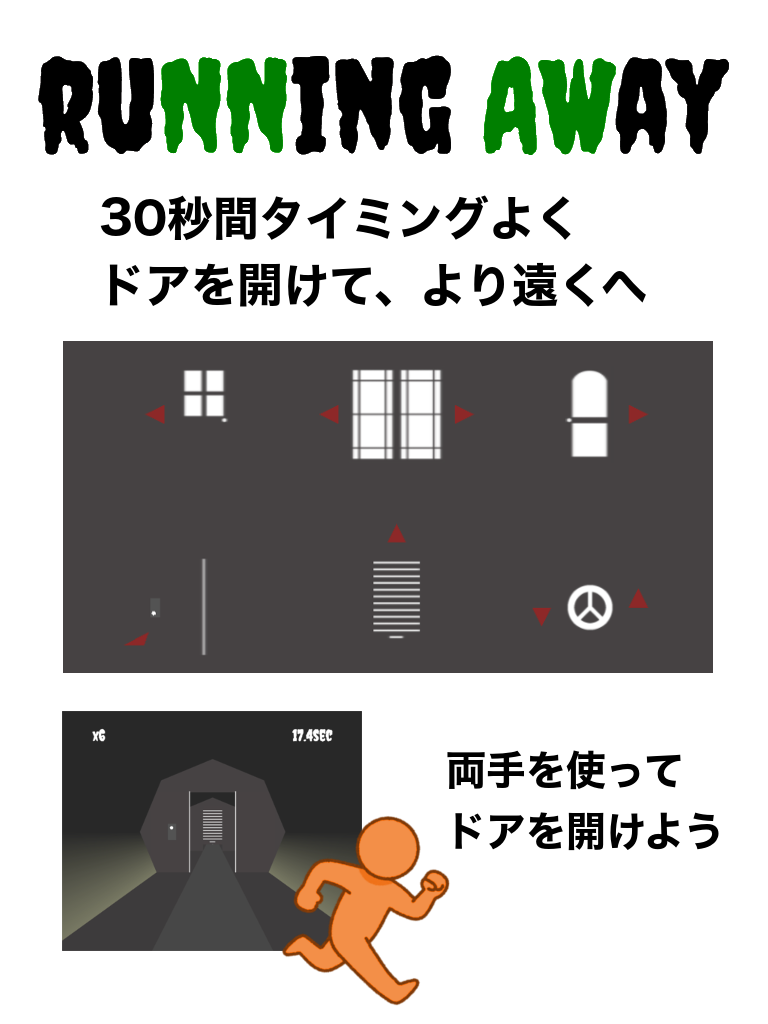 RUNNING AWAY
30秒間タイミングよく
ドアを開けて、より遠くへ
x6
17.4SEC
両手を使って
ドアを開けよう